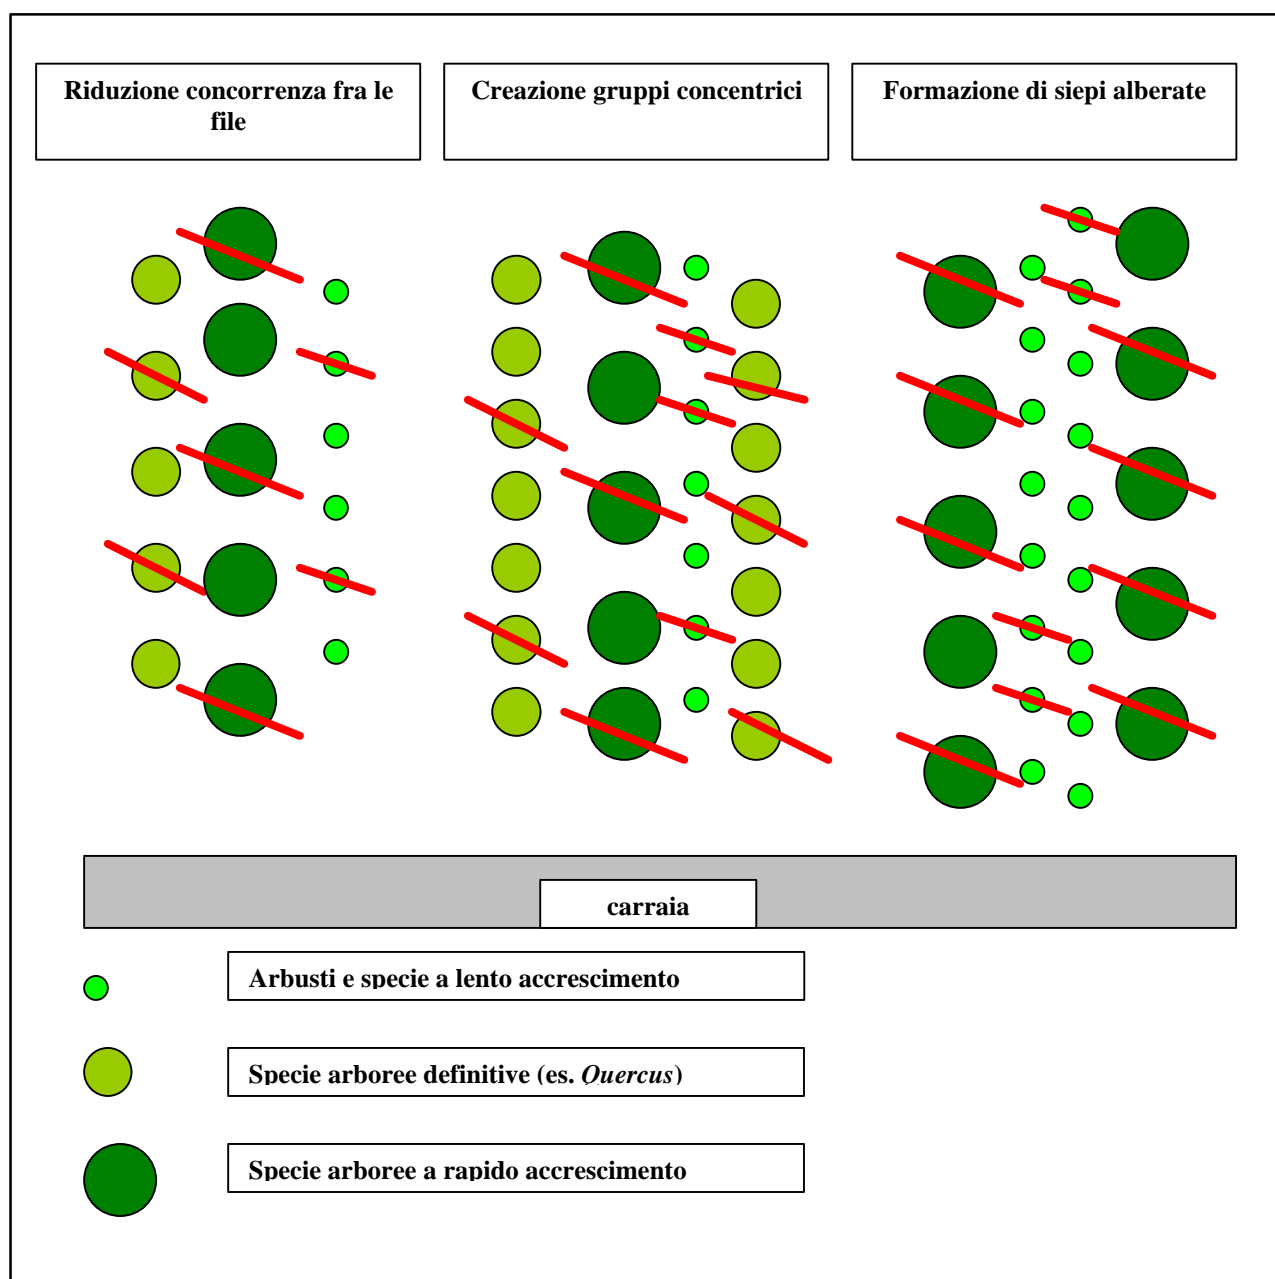 Riduzione concorrenza fra le
file
Creazione gruppi concentrici
Formazione di siepi alberate
carraia
Arbusti e specie a lento accrescimento
Specie arboree definitive (es. Quercus)
Specie arboree a rapido accrescimento